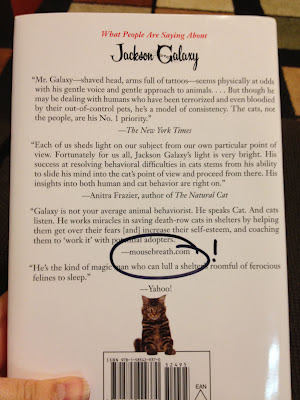 What People Are Saying About
Jackson Galaxy
“Mr. Galaxy—shaved head, arms full of tattoos—seems physically at odds
with his gentle voice and gentle approach to animals. . . . But though he
may be dealing with humans who have been terrorized and even bloodied
by their out-of-control pets, he’s a model of consistency. The cats, not
the people, are his No. 1 priority.”
—The New York Times
“Each of us sheds light on our subject from our own particular point of
view. Fortunately for us all, Jackson Galaxy’s light is very bright. His
success at resolving behavioral difficulties in cats stems from his ability
to slide his mind into the cat’s point of view and proceed from there. His
insights into both human and cat behavior are right on.”
—Anitra Frazier, author of The Natural Cat
“Galaxy is not your average animal behaviorist. He speaks Cat. And cats
listen. He works miracles in saving death-row cats in shelters by helping
them get over their fears [and] increase their self-esteem, and coaching
them to ‘work it’ with potential adopters.”
—mousebreath.com
!
“He’s the kind of magic man who can lull a shelter roomful of ferocious
felines to sleep.”
—Yahoo!
52495
EAN